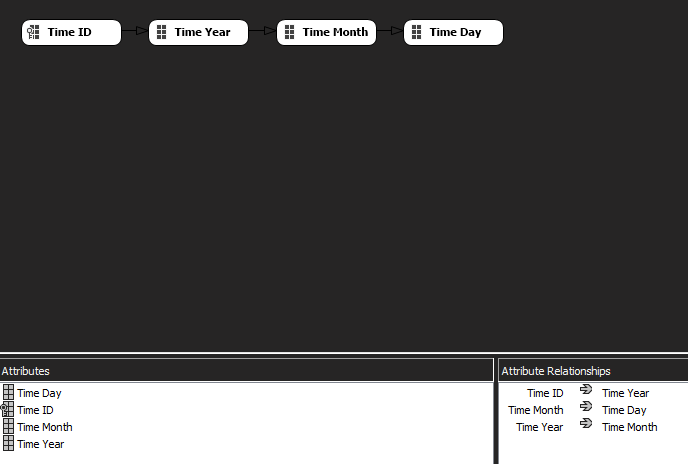 Time ID Time Year Time Month Time Day
Attributes
Time Day
Time ID
Time Month
Time Year
Attribute Relationships
Time ID Time Year
Time Month Time Day
Time Year Time Month